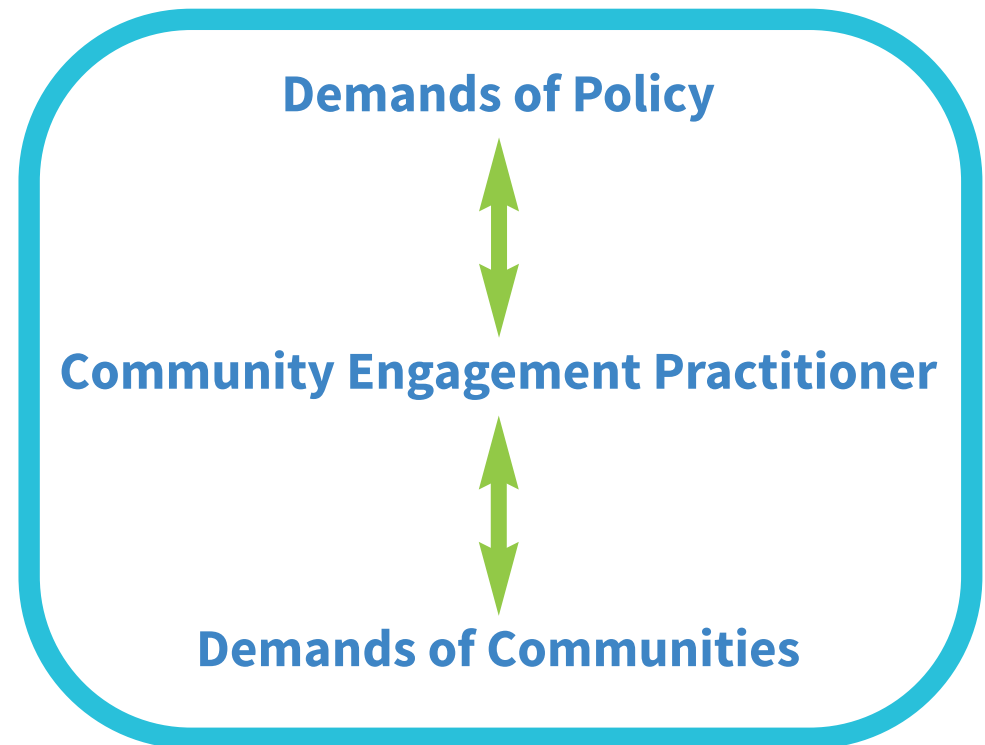 Demands of Policy
Community Engagement Practitioner
Demands of Communities